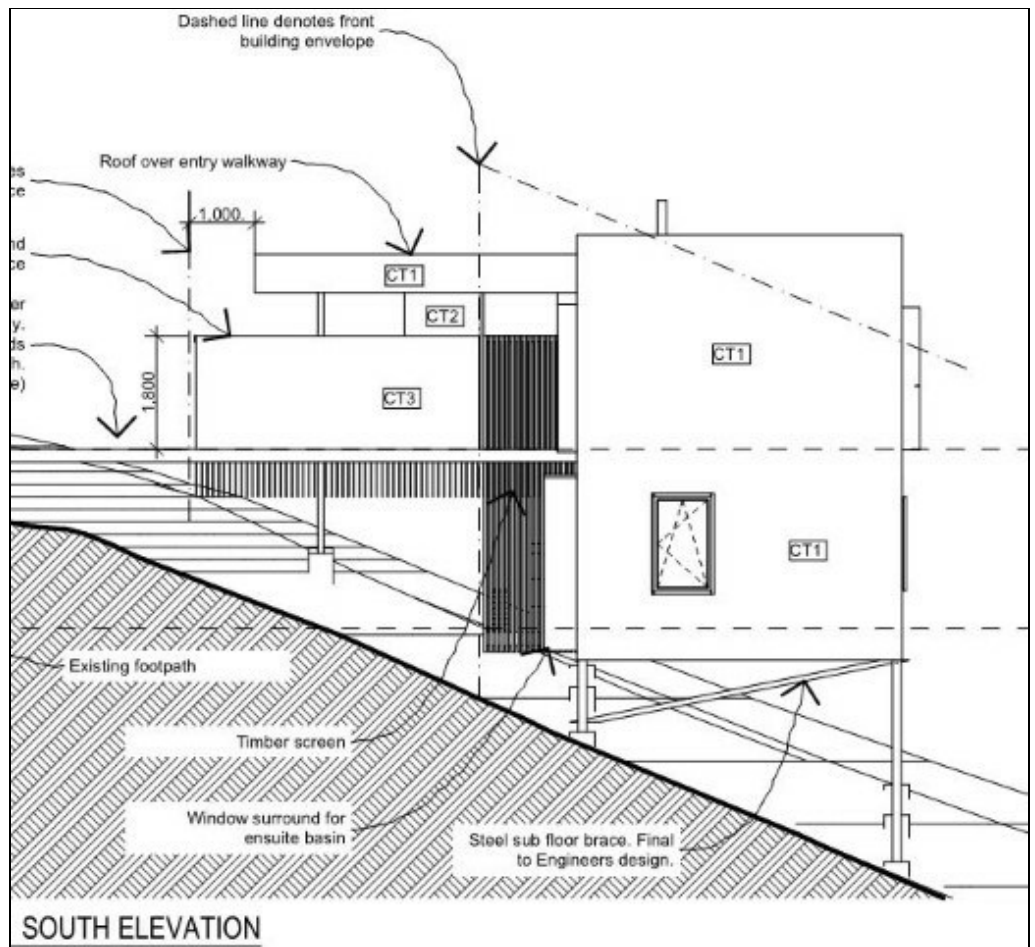 Dashed line denotes front
building envelope
Roof over entry walkway
1,000.
CT1
CT2
CT1
CT3
1,800
CT1
Existing footpath
Timber screen
Window surround for
ensuite basin
Steel sub floor brace. Final
to Engineers design.
SOUTH ELEVATION